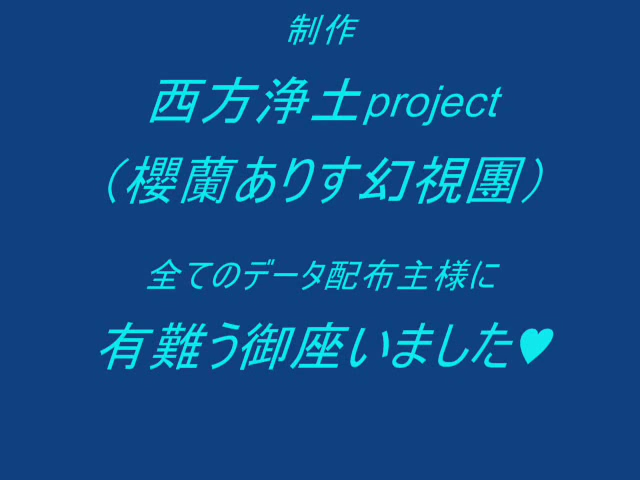 制作
西方浄土project
（櫻蘭ありす幻視團）
全てのデータ配布主様に
有難う御座いました♥